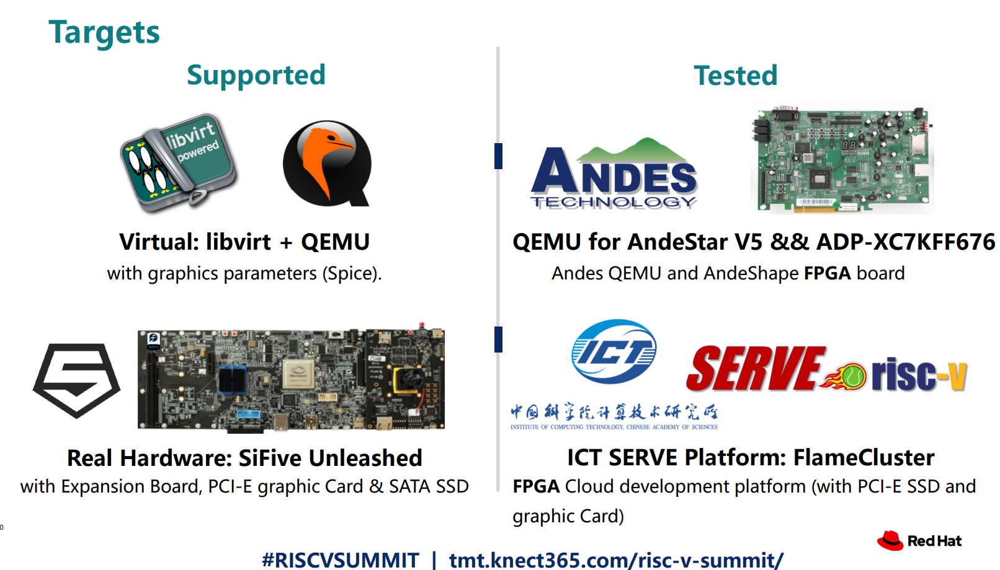 Targets
Supported
libvirt
powered
Virtual: libvirt + QEMU
with graphics parameters (Spice).
Real Hardware: SiFive Unleashed
with Expansion Board, PCI-E graphic Card & SATA SSD
Tested
ANDES
TECHNOLOGY
QEMU for AndeStar V5 && ADP-XC7KFF676
Andes QEMU and AndeShape FPGA board
ICT
中国科学院计算技术研究所
INSTITUTE OF COMPUTING TECHNOLOGY, CHINESE ACADEMY OF SCIENCES
SERVE risc-v
ICT SERVE Platform: FlameCluster
FPGA Cloud development platform (with PCI-E SSD and
graphic Card)
0
Red Hat
#RISCVSUMMIT | tmt.knect365.com/risc-v-summit/